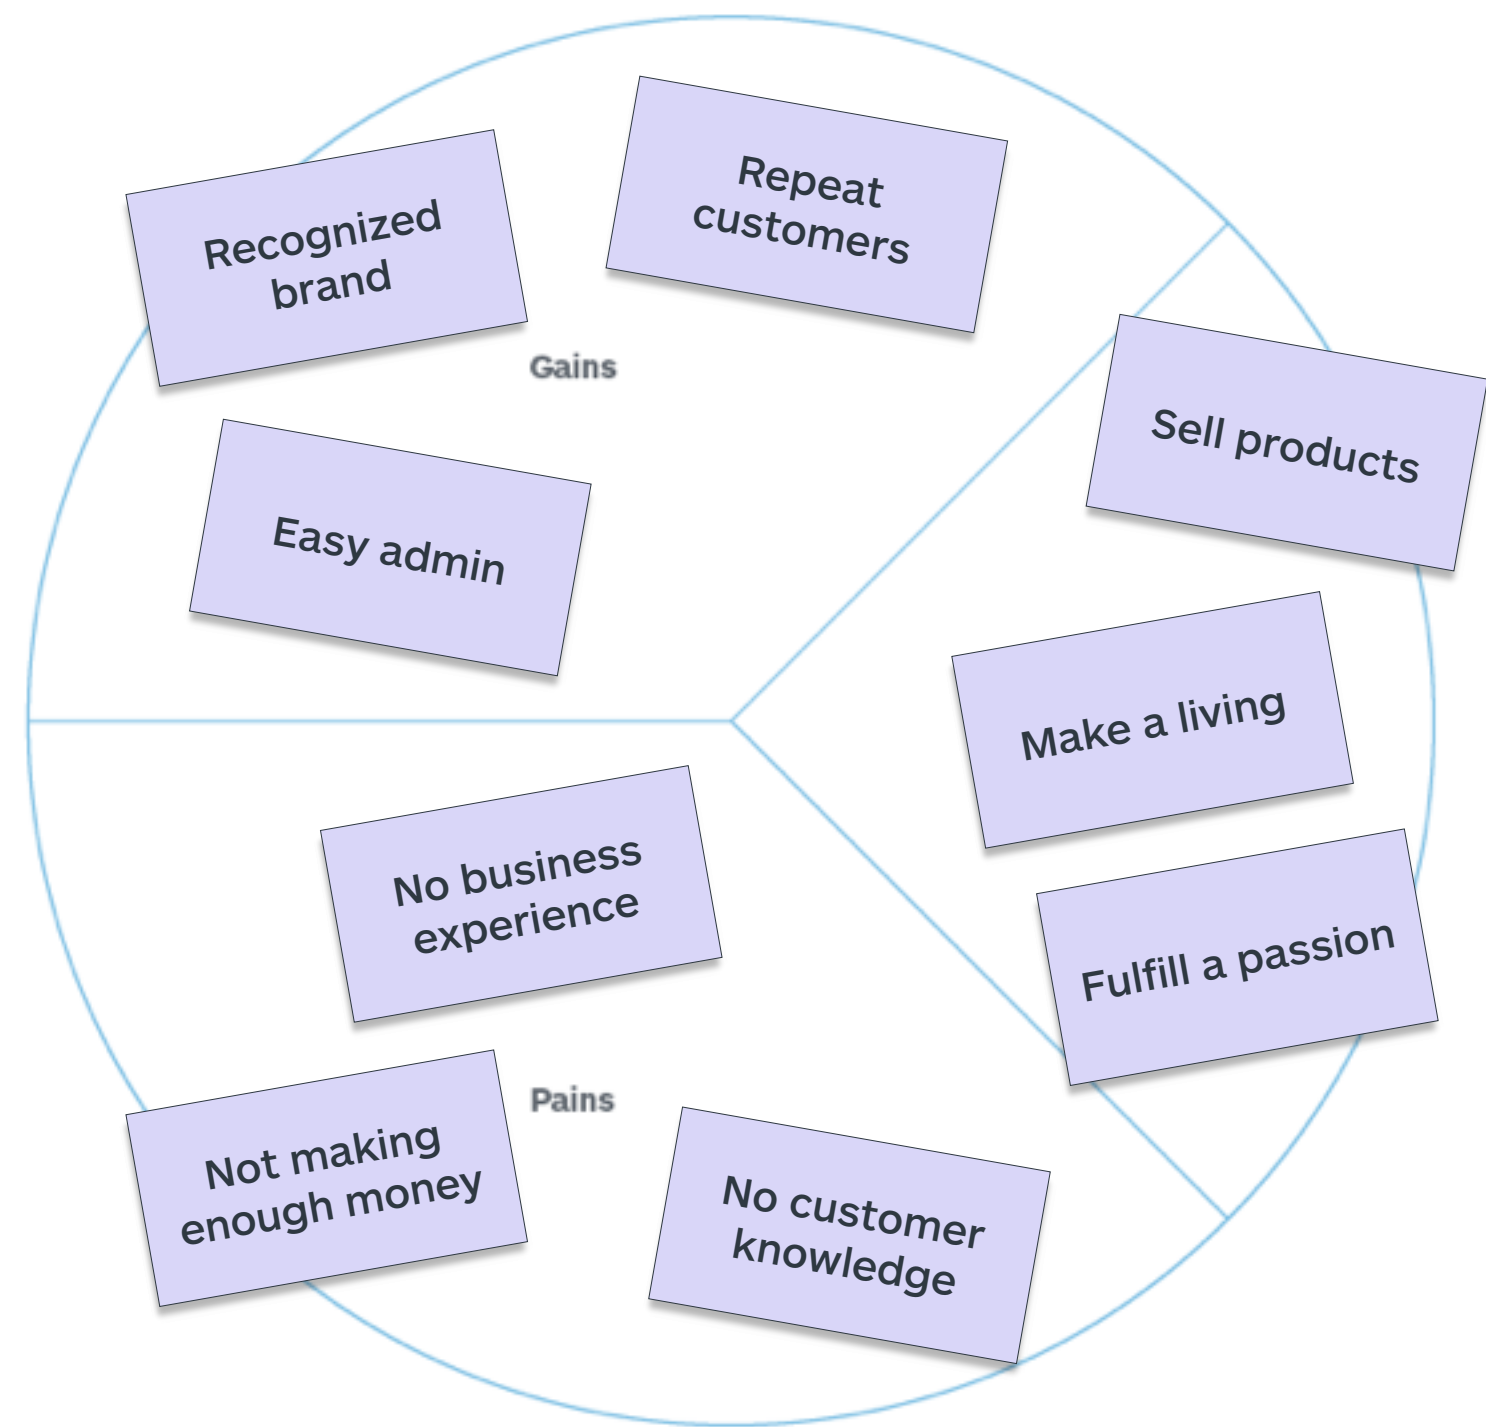 Recognized
brand
Repeat
customers
Gains
Easy admin
Sell products
Make a living
Fulfill a passion
No business
experience
Pains
Not making
enough money
No customer
knowledge